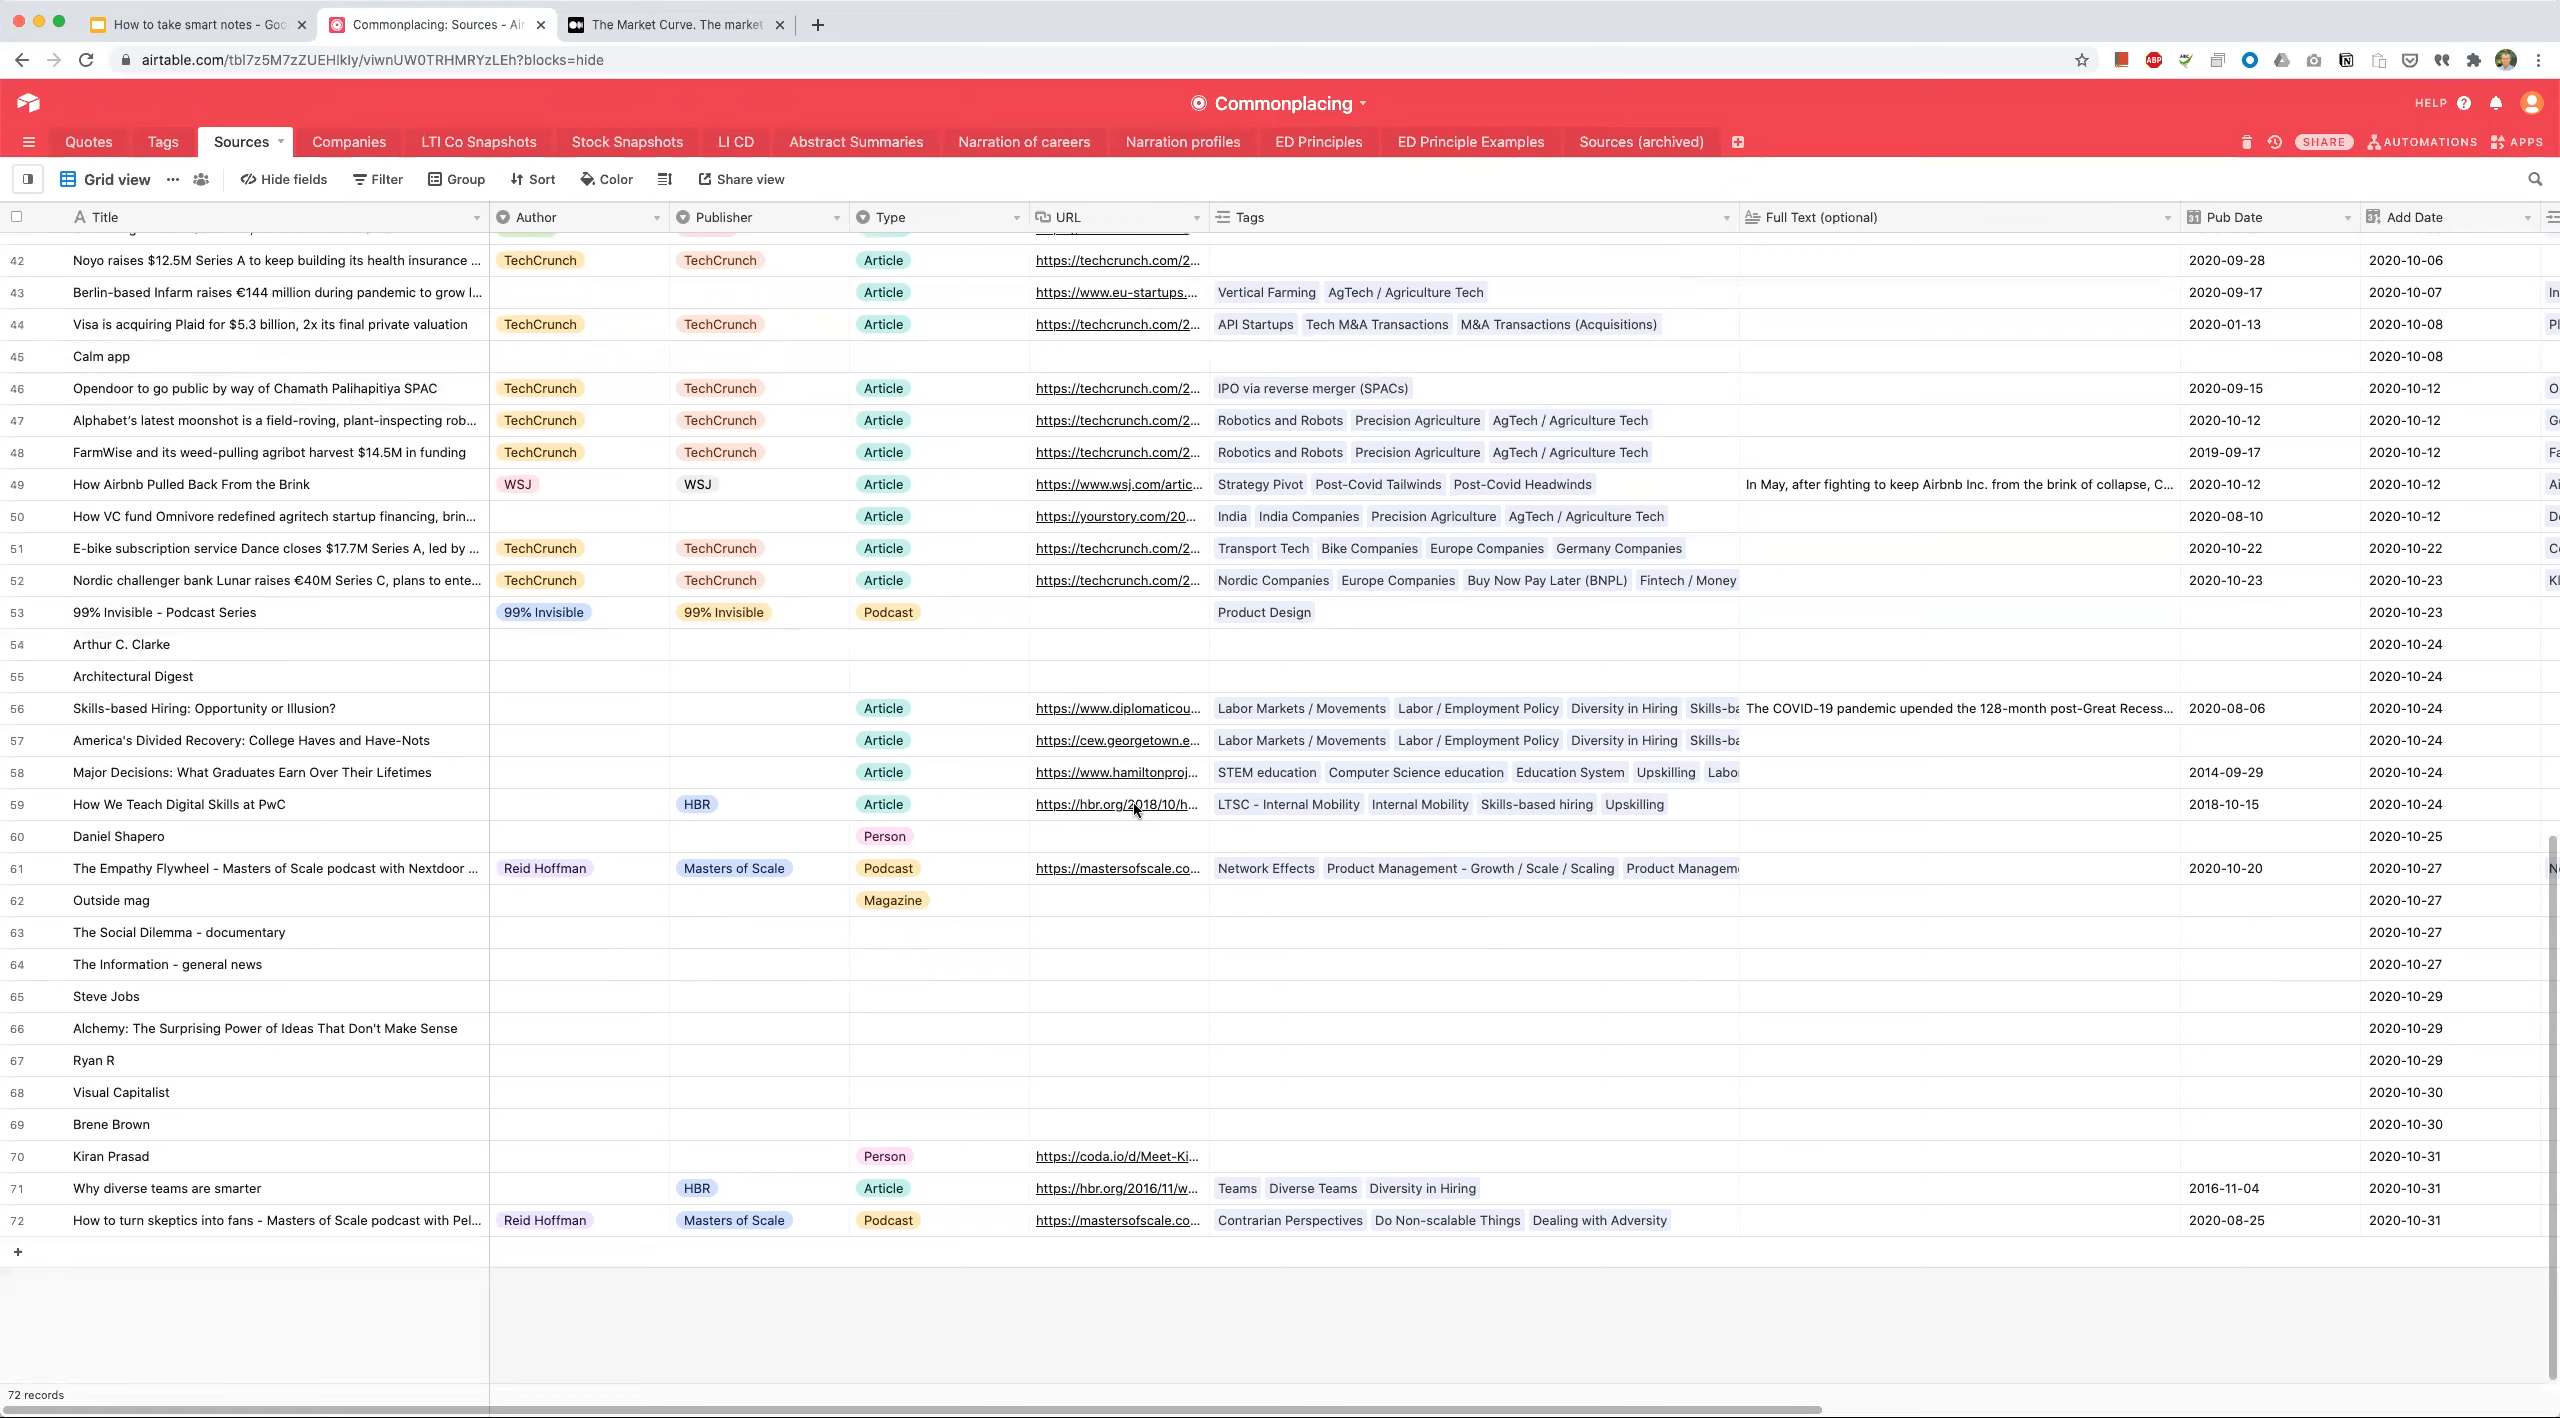 How to take smart notes - Goo
Commonplacing: Sources - Air
The Market Curve. The market
airtable.com/tbl7z5M7zZUEHlkIy/viwnUW0TRHMRYzLEh?blocks=hide
Commonplacing
HELP
Quotes Tags Sources Companies LTI Co Snapshots Stock Snapshots LI CD Abstract Summaries Narration of careers Narration profiles ED Principles ED Principle Examples Sources (archived) SHARE AUTOMATIONS APPS
Grid view ... Hide fields Filter Group Sort Color Share view
Title Author Publisher Type URL Tags Full Text (optional) Pub Date Add Date
42 Noyo raises $12.5M Series A to keep building its health insurance ... TechCrunch TechCrunch Article https://techcrunch.com/2... 2020-09-28 2020-10-06
43 Berlin-based Infarm raises €144 million during pandemic to grow l... Article https://www.eu-startups.... Vertical Farming AgTech / Agriculture Tech 2020-09-17 2020-10-07 In
44 Visa is acquiring Plaid for $5.3 billion, 2x its final private valuation TechCrunch TechCrunch Article https://techcrunch.com/2... API Startups Tech M&A Transactions M&A Transactions (Acquisitions) 2020-01-13 2020-10-08 Pl
45 Calm app 2020-10-08
46 Opendoor to go public by way of Chamath Palihapitiya SPAC TechCrunch TechCrunch Article https://techcrunch.com/2... IPO via reverse merger (SPACs) 2020-09-15 2020-10-12 O
47 Alphabet’s latest moonshot is a field-roving, plant-inspecting rob... TechCrunch TechCrunch Article https://techcrunch.com/2... Robotics and Robots Precision Agriculture AgTech / Agriculture Tech 2020-10-12 2020-10-12 G
48 FarmWise and its weed-pulling agribot harvest $14.5M in funding TechCrunch TechCrunch Article https://techcrunch.com/2... Robotics and Robots Precision Agriculture AgTech / Agriculture Tech 2019-09-17 2020-10-12 Fa
49 How Airbnb Pulled Back From the Brink WSJ WSJ Article https://www.wsj.com/artic... Strategy Pivot Post-Covid Tailwinds Post-Covid Headwinds In May, after fighting to keep Airbnb Inc. from the brink of collapse, C... 2020-10-12 2020-10-12 Ai
50 How VC fund Omnivore redefined agritech startup financing, brin... Article https://yourstory.com/20... India India Companies Precision Agriculture AgTech / Agriculture Tech 2020-08-10 2020-10-12 D
51 E-bike subscription service Dance closes $17.7M Series A, led by ... TechCrunch TechCrunch Article https://techcrunch.com/2... Transport Tech Bike Companies Europe Companies Germany Companies 2020-10-22 2020-10-22 C
52 Nordic challenger bank Lunar raises €40M Series C, plans to ente... TechCrunch TechCrunch Article https://techcrunch.com/2... Nordic Companies Europe Companies Buy Now Pay Later (BNPL) Fintech / Money 2020-10-23 2020-10-23 Kl
53 99% Invisible - Podcast Series 99% Invisible 99% Invisible Podcast Product Design 2020-10-23
54 Arthur C. Clarke 2020-10-24
55 Architectural Digest 2020-10-24
56 Skills-based Hiring: Opportunity or Illusion? Article https://www.diplomaticou... Labor Markets / Movements Labor / Employment Policy Diversity in Hiring Skills-ba The COVID-19 pandemic upended the 128-month post-Great Recess... 2020-08-06 2020-10-24
57 America's Divided Recovery: College Haves and Have-Nots Article https://cew.georgetown.e... Labor Markets / Movements Labor / Employment Policy Diversity in Hiring Skills-ba 2020-10-24
58 Major Decisions: What Graduates Earn Over Their Lifetimes Article https://www.hamiltonproj... STEM education Computer Science education Education System Upskilling Labo 2014-09-29 2020-10-24
59 How We Teach Digital Skills at PwC HBR Article https://hbr.org/2018/10/h... LTSC - Internal Mobility Internal Mobility Skills-based hiring Upskilling 2018-10-15 2020-10-24
60 Daniel Shapero Person 2020-10-25
61 The Empathy Flywheel - Masters of Scale podcast with Nextdoor ... Reid Hoffman Masters of Scale Podcast https://mastersofscale.co... Network Effects Product Management - Growth / Scale / Scaling Product Managem 2020-10-20 2020-10-27 N
62 Outside mag Magazine 2020-10-27
63 The Social Dilemma - documentary 2020-10-27
64 The Information - general news 2020-10-27
65 Steve Jobs 2020-10-29
66 Alchemy: The Surprising Power of Ideas That Don't Make Sense 2020-10-29
67 Ryan R 2020-10-29
68 Visual Capitalist 2020-10-30
69 Brene Brown 2020-10-30
70 Kiran Prasad Person https://coda.io/d/Meet-Ki... 2020-10-31
71 Why diverse teams are smarter HBR Article https://hbr.org/2016/11/w... Teams Diverse Teams Diversity in Hiring 2016-11-04 2020-10-31
72 How to turn skeptics into fans - Masters of Scale podcast with Pel... Reid Hoffman Masters of Scale Podcast https://mastersofscale.co... Contrarian Perspectives Do Non-scalable Things Dealing with Adversity 2020-08-25 2020-10-31
+
72 records